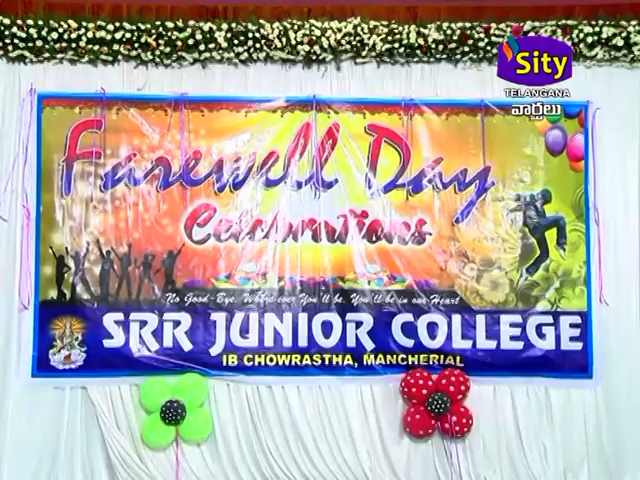 Sity
TELANGANA
వార్తలు
Farewell Day
Celebrations
No Good-Bye. Where ever You'll be. You'll be in our Heart
SRR JUNIOR COLLEGE
IB CHOWRASTHA, MANCHERIAL